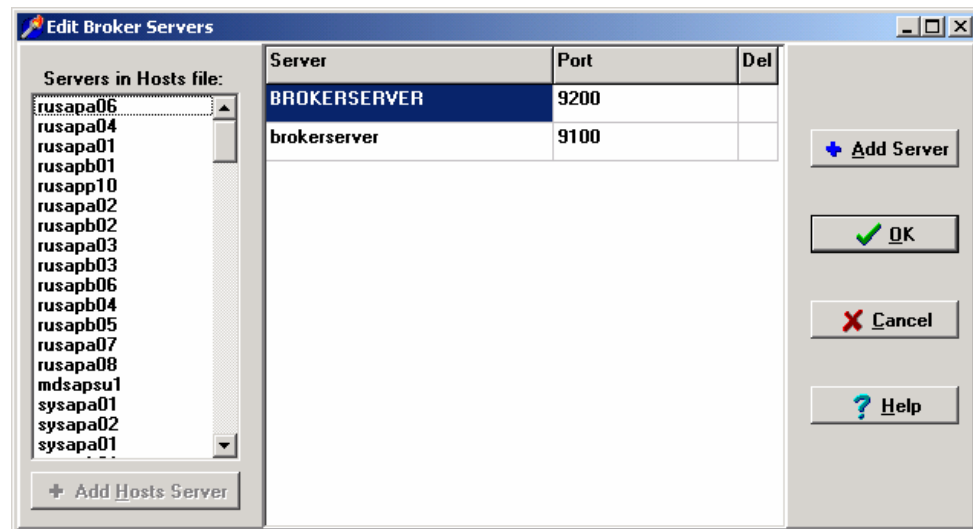 Edit Broker Servers
Servers in Hosts file:
rusapa06
rusapa04
rusapa01
rusapb01
rusapp10
rusapa02
rusapb02
rusapa03
rusapb03
rusapb06
rusapb04
rusapb05
rusapa07
rusapa08
mdsapsu1
sysapa01
sysapa02
sysapa01
Add Hosts Server
Server Port Del
BROKERSERVER 9200
brokerserver 9100
Add Server
OK
Cancel
? Help